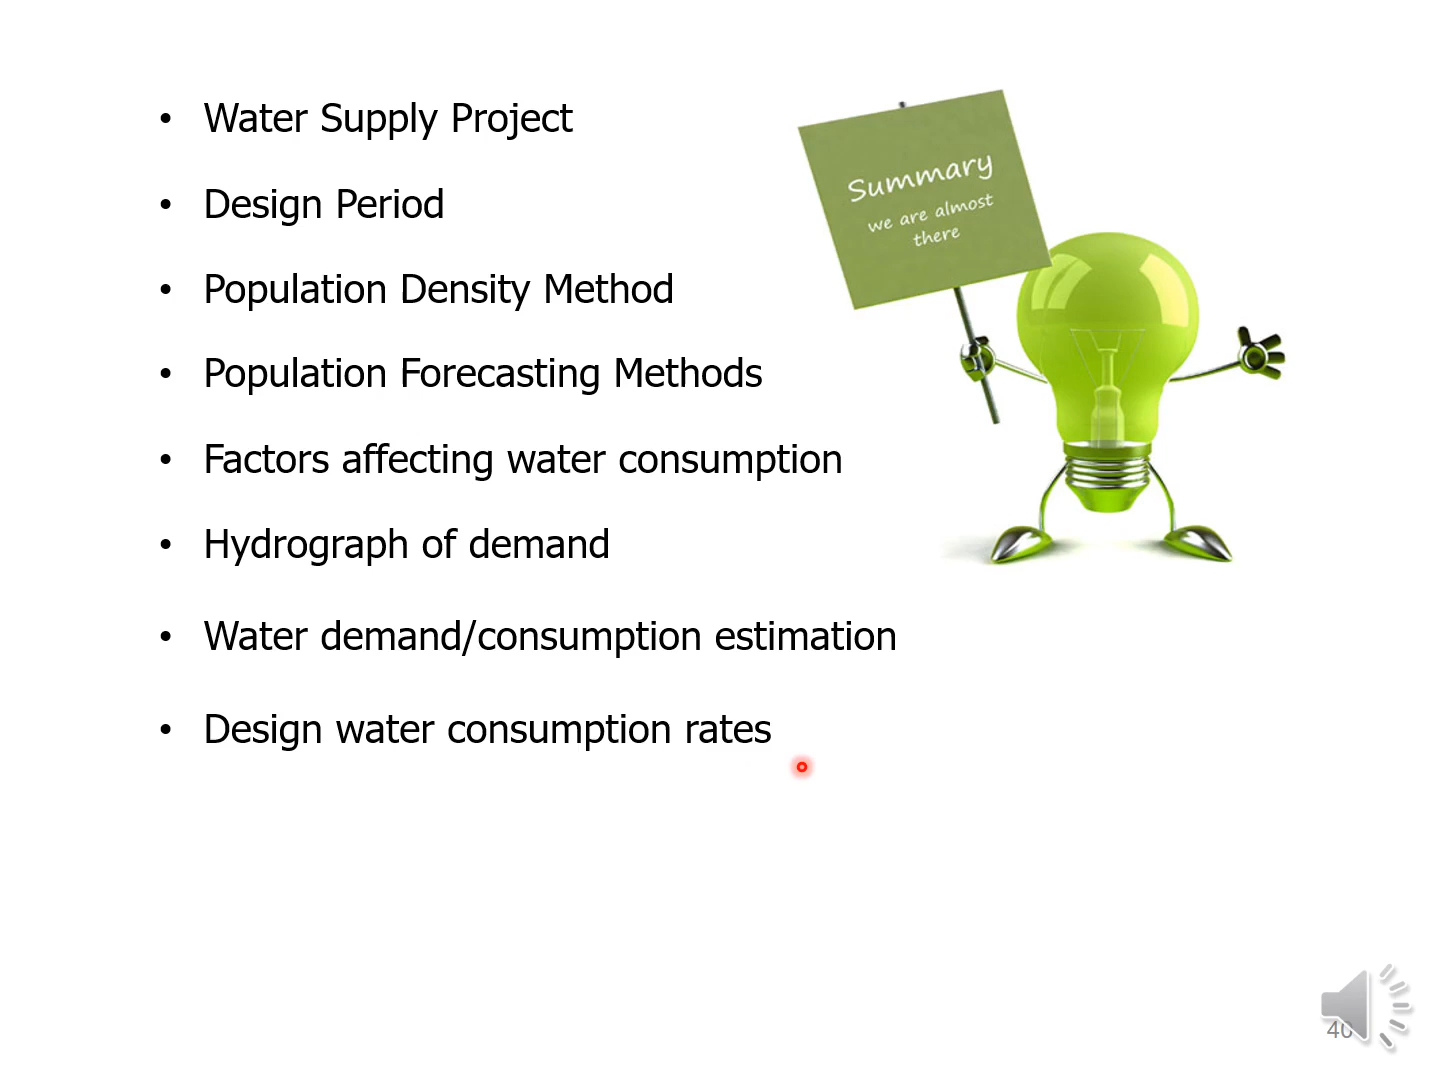 • Water Supply Project
• Design Period
• Population Density Method
• Population Forecasting Methods
• Factors affecting water consumption
• Hydrograph of demand
• Water demand/consumption estimation
• Design water consumption rates
Summary
we are almost
there
40